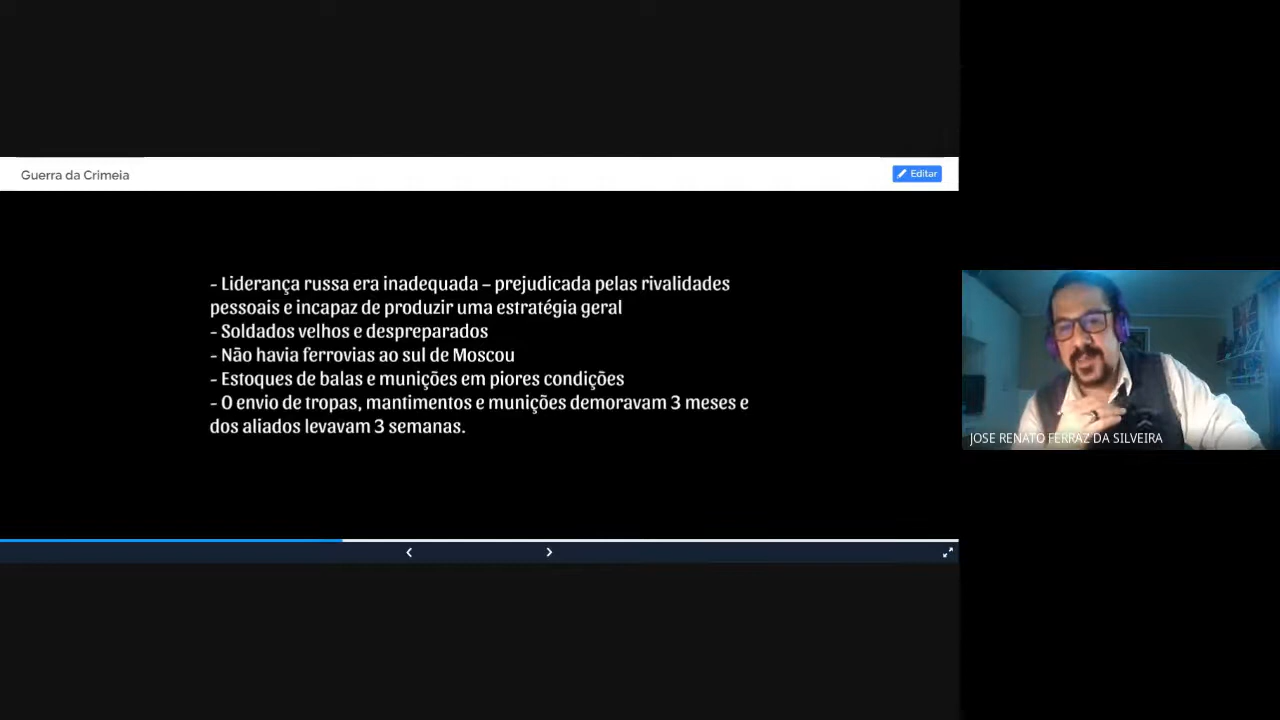 Guerra da Crimeia
Editar
- Liderança russa era inadequada – prejudicada pelas rivalidades
pessoais e incapaz de produzir uma estratégia geral
- Soldados velhos e despreparados
- Não havia ferrovias ao sul de Moscou
- Estoques de balas e munições em piores condições
- O envio de tropas, mantimentos e munições demoravam 3 meses e
dos aliados levavam 3 semanas.
JOSE RENATO FERRAZ DA SILVEIRA